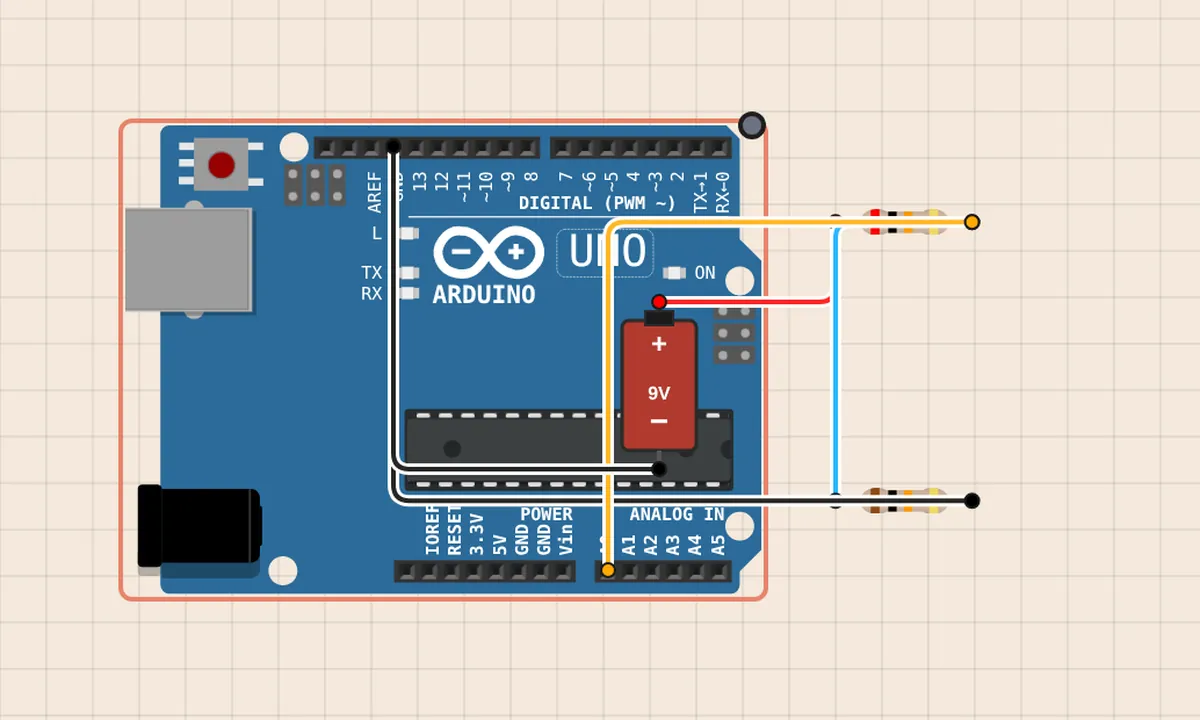 AREF
GND
13
12
~11
~10
~9
8
7
~6
~5
4
~3
2
TX→1
RX←0
DIGITAL (PWM ~)
L
TX
RX
UNO
ON
ARDUINO
+
9V
−
POWER
ANALOG IN
IOREF
RESET
3.3V
5V
GND
GND
Vin
A0
A1
A2
A3
A4
A5